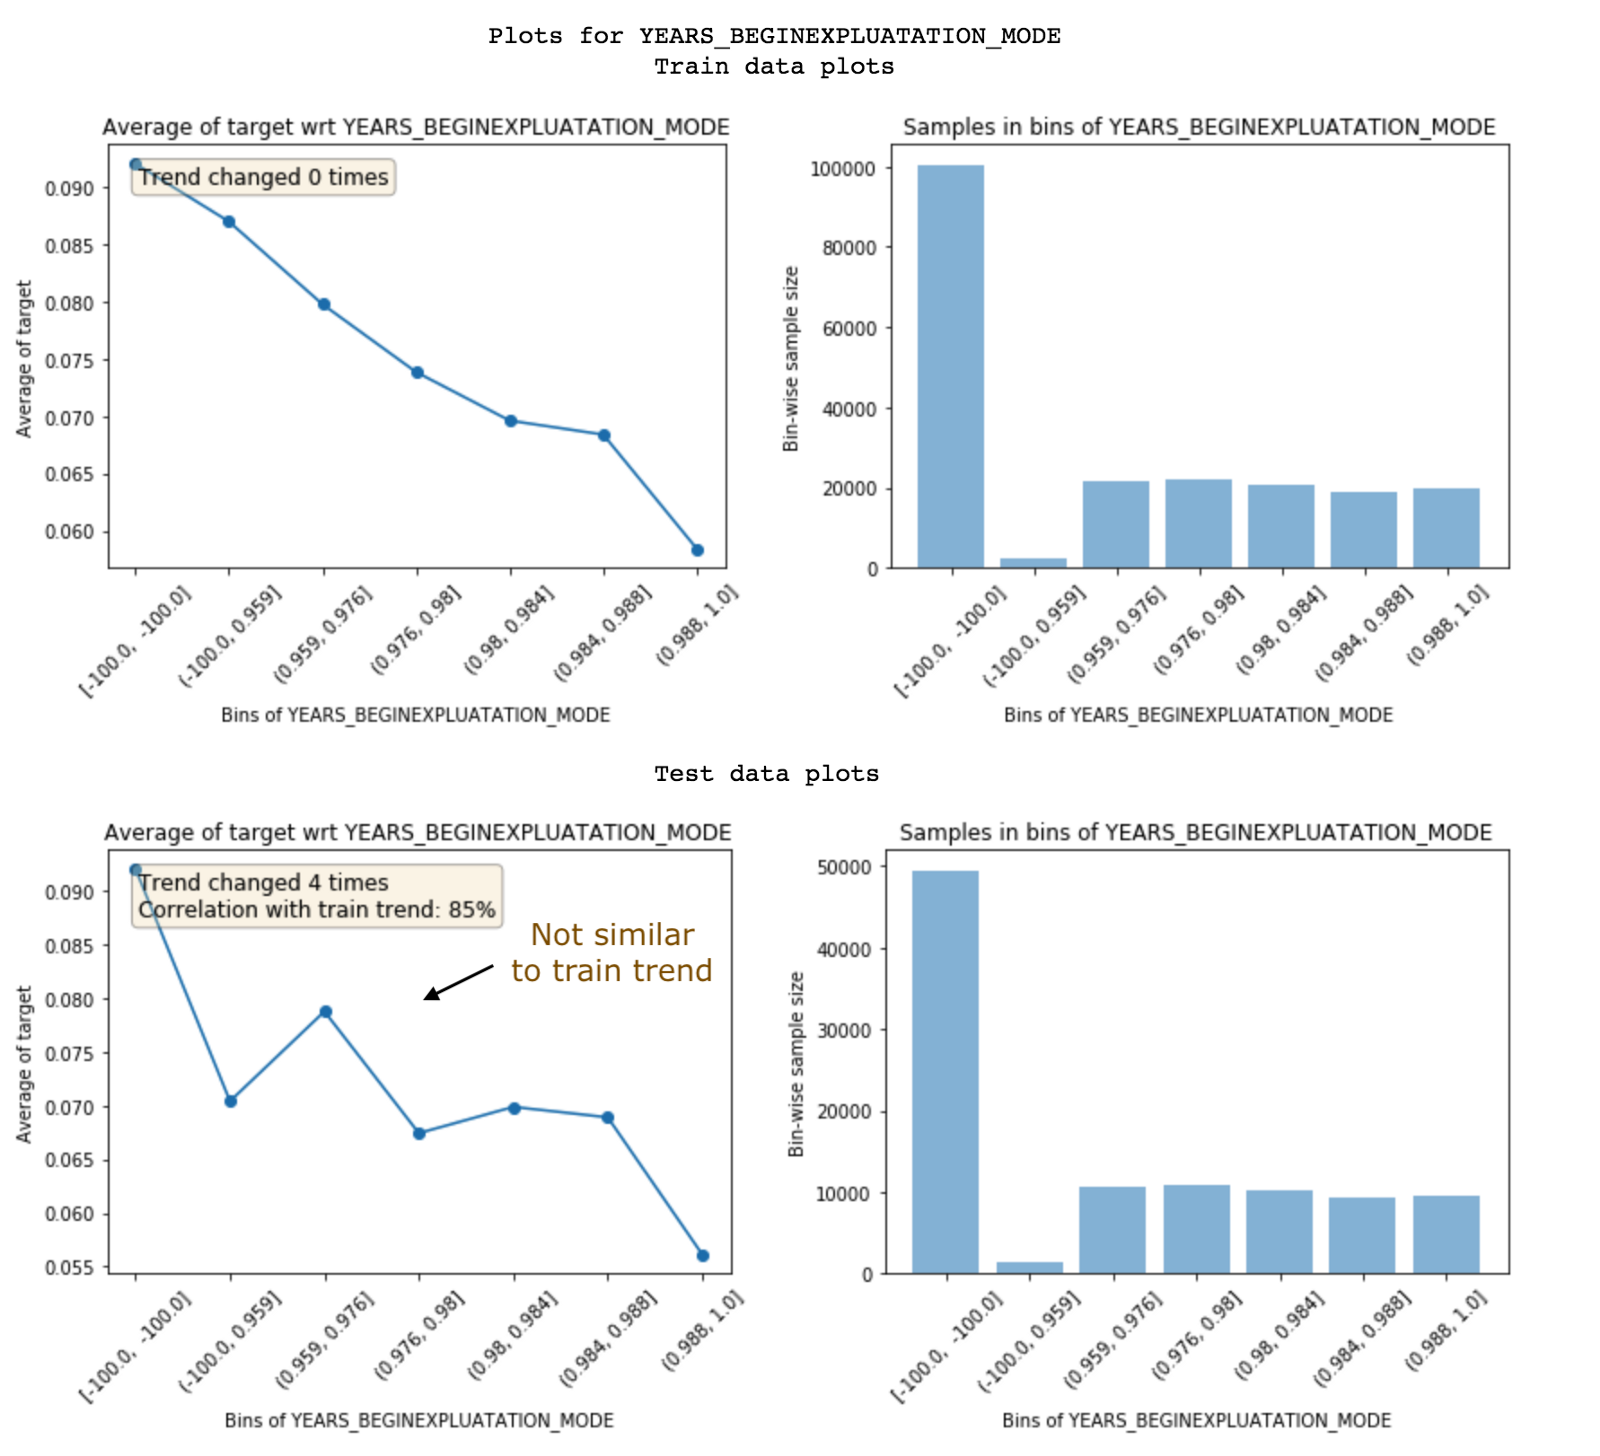 Plots for YEARS_BEGINEXPLUATATION_MODE
Train data plots
Average of target wrt YEARS_BEGINEXPLUATATION_MODE
Trend changed 0 times
Average of target
0.090
0.085
0.080
0.075
0.070
0.065
0.060
[-100.0, -100.0]
(-100.0, 0.959]
(0.959, 0.976]
(0.976, 0.98]
(0.98, 0.984]
(0.984, 0.988]
(0.988, 1.0]
Bins of YEARS_BEGINEXPLUATATION_MODE
Samples in bins of YEARS_BEGINEXPLUATATION_MODE
Bin-wise sample size
100000
80000
60000
40000
20000
0
[-100.0, -100.0]
(-100.0, 0.959]
(0.959, 0.976]
(0.976, 0.98]
(0.98, 0.984]
(0.984, 0.988]
(0.988, 1.0]
Bins of YEARS_BEGINEXPLUATATION_MODE
Test data plots
Average of target wrt YEARS_BEGINEXPLUATATION_MODE
Trend changed 4 times
Correlation with train trend: 85%
Not similar
to train trend
Average of target
0.090
0.085
0.080
0.075
0.070
0.065
0.060
0.055
[-100.0, -100.0]
(-100.0, 0.959]
(0.959, 0.976]
(0.976, 0.98]
(0.98, 0.984]
(0.984, 0.988]
(0.988, 1.0]
Bins of YEARS_BEGINEXPLUATATION_MODE
Samples in bins of YEARS_BEGINEXPLUATATION_MODE
Bin-wise sample size
50000
40000
30000
20000
10000
0
[-100.0, -100.0]
(-100.0, 0.959]
(0.959, 0.976]
(0.976, 0.98]
(0.98, 0.984]
(0.984, 0.988]
(0.988, 1.0]
Bins of YEARS_BEGINEXPLUATATION_MODE